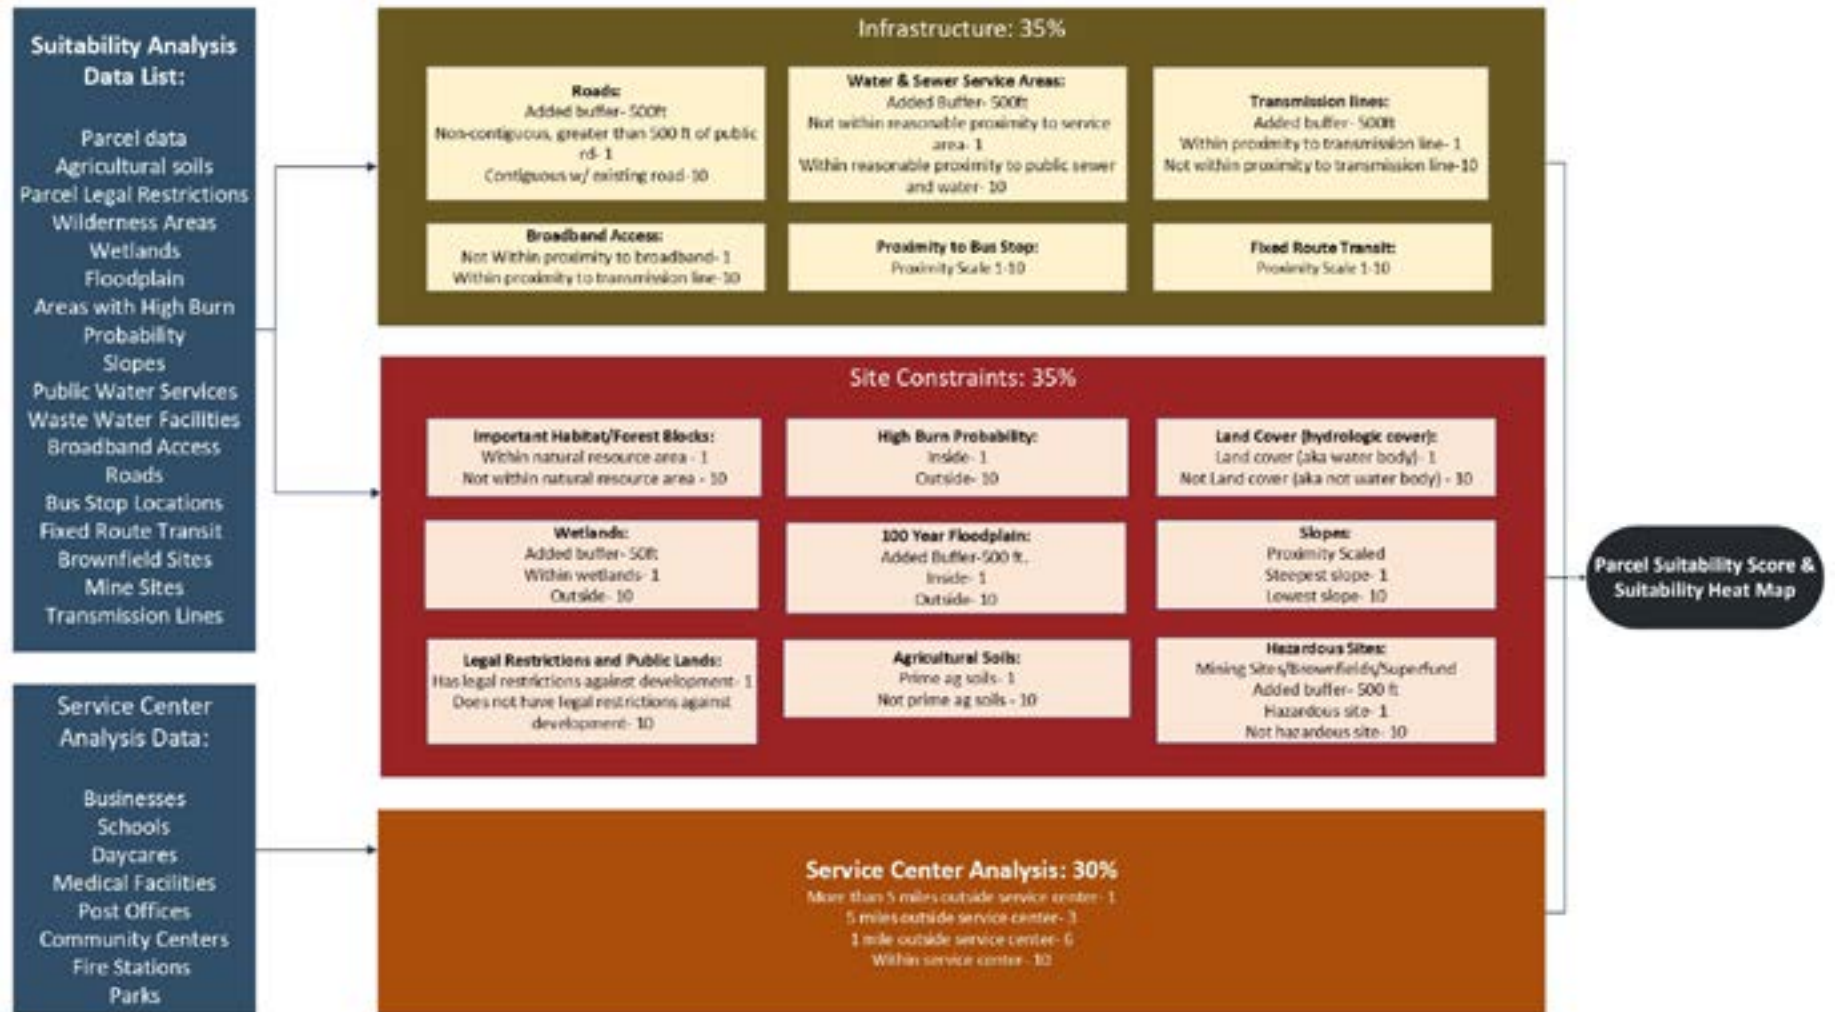 Suitability Analysis
Data List:
Parcel data
Agricultural soils
Parcel Legal Restrictions
Wilderness Areas
Wetlands
Floodplain
Areas with High Burn
Probability
Slopes
Public Water Services
Waste Water Facilities
Broadband Access
Roads
Bus Stop Locations
Fixed Route Transit
Brownfield Sites
Mine Sites
Transmission Lines
Service Center
Analysis Data:
Businesses
Schools
Daycares
Medical Facilities
Post Offices
Community Centers
Fire Stations
Parks
Infrastructure: 35%
Roads:
Added buffer- 500ft
Non-contiguous, greater than 500 ft of public
rd- 1
Contiguous w/ existing road-10
Water & Sewer Service Areas:
Added Buffer- 500ft
Not within reasonable proximity to service
area- 1
Within reasonable proximity to public sewer
and water- 10
Transmission lines:
Added buffer- 500ft
Within proximity to transmission line- 1
Not within proximity to transmission line-10
Broadband Access:
Not Within proximity to broadband- 1
Within proximity to transmission line-10
Proximity to Bus Stop:
Proximity Scale 1-10
Fixed Route Transit:
Proximity Scale 1-10
Site Constraints: 35%
Important Habitat/Forest Blocks:
Within natural resource area - 1
Not within natural resource area - 10
High Burn Probability:
Inside- 1
Outside- 10
Land Cover (hydrologic cover):
Land cover (aka water body)- 1
Not Land cover (aka not water body) - 10
Wetlands:
Added buffer- 50ft
Within wetlands- 1
Outside- 10
100 Year Floodplain:
Added Buffer-500 ft.
Inside- 1
Outside- 10
Slopes:
Proximity Scaled
Steepest slope- 1
Lowest slope- 10
Legal Restrictions and Public Lands:
Has legal restrictions against development- 1
Does not have legal restrictions against
development- 10
Agricultural Soils:
Prime ag soils- 1
Not prime ag soils - 10
Hazardous Sites:
Mining Sites/Brownfields/Superfund
Added buffer- 500 ft
Hazardous site- 1
Not hazardous site- 10
Service Center Analysis: 30%
More than 5 miles outside service center- 1
5 miles outside service center- 3
1 mile outside service center- 6
Within service center- 10
Parcel Suitability Score &
Suitability Heat Map